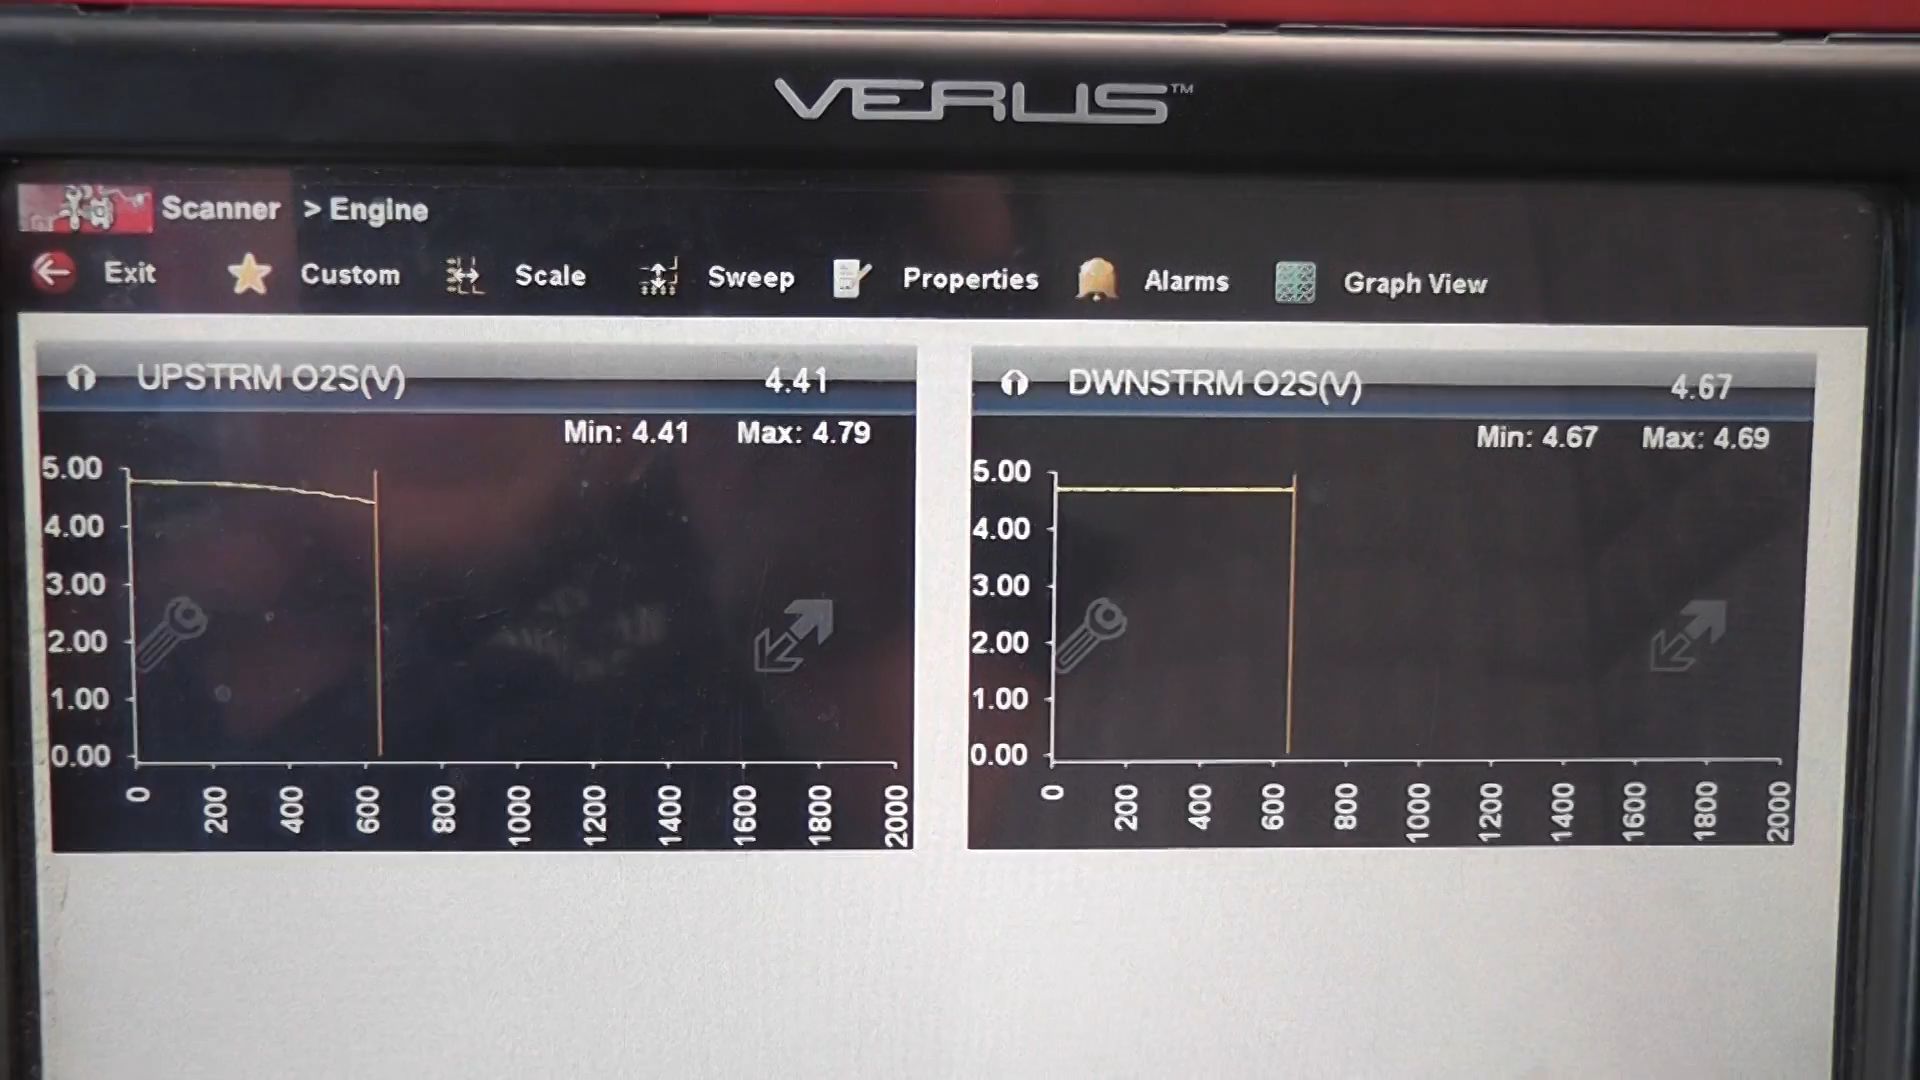 VERUS™
Scanner > Engine
Exit Custom Scale Sweep Properties Alarms Graph View
UPSTRM O2S(V) 4.41
Min: 4.41 Max: 4.79
5.00
4.00
3.00
2.00
1.00
0.00
0 200 400 600 800 1000 1200 1400 1600 1800 2000
DWNSTRM O2S(V) 4.67
Min: 4.67 Max: 4.69
5.00
4.00
3.00
2.00
1.00
0.00
0 200 400 600 800 1000 1200 1400 1600 1800 2000